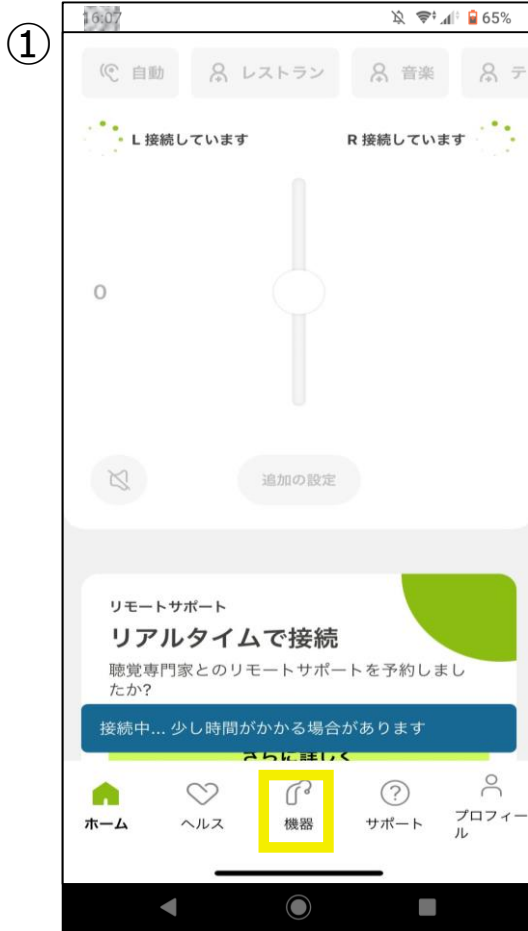 ①
16:07 65%
自動 レストラン 音楽 テ
L 接続しています R 接続しています
0
追加の設定
リモートサポート
リアルタイムで接続
聴覚専門家とのリモートサポートを予約しまし
たか?
接続中... 少し時間がかかる場合があります
さらに詳しく
ホーム ヘルス 機器 サポート プロフィー
ル